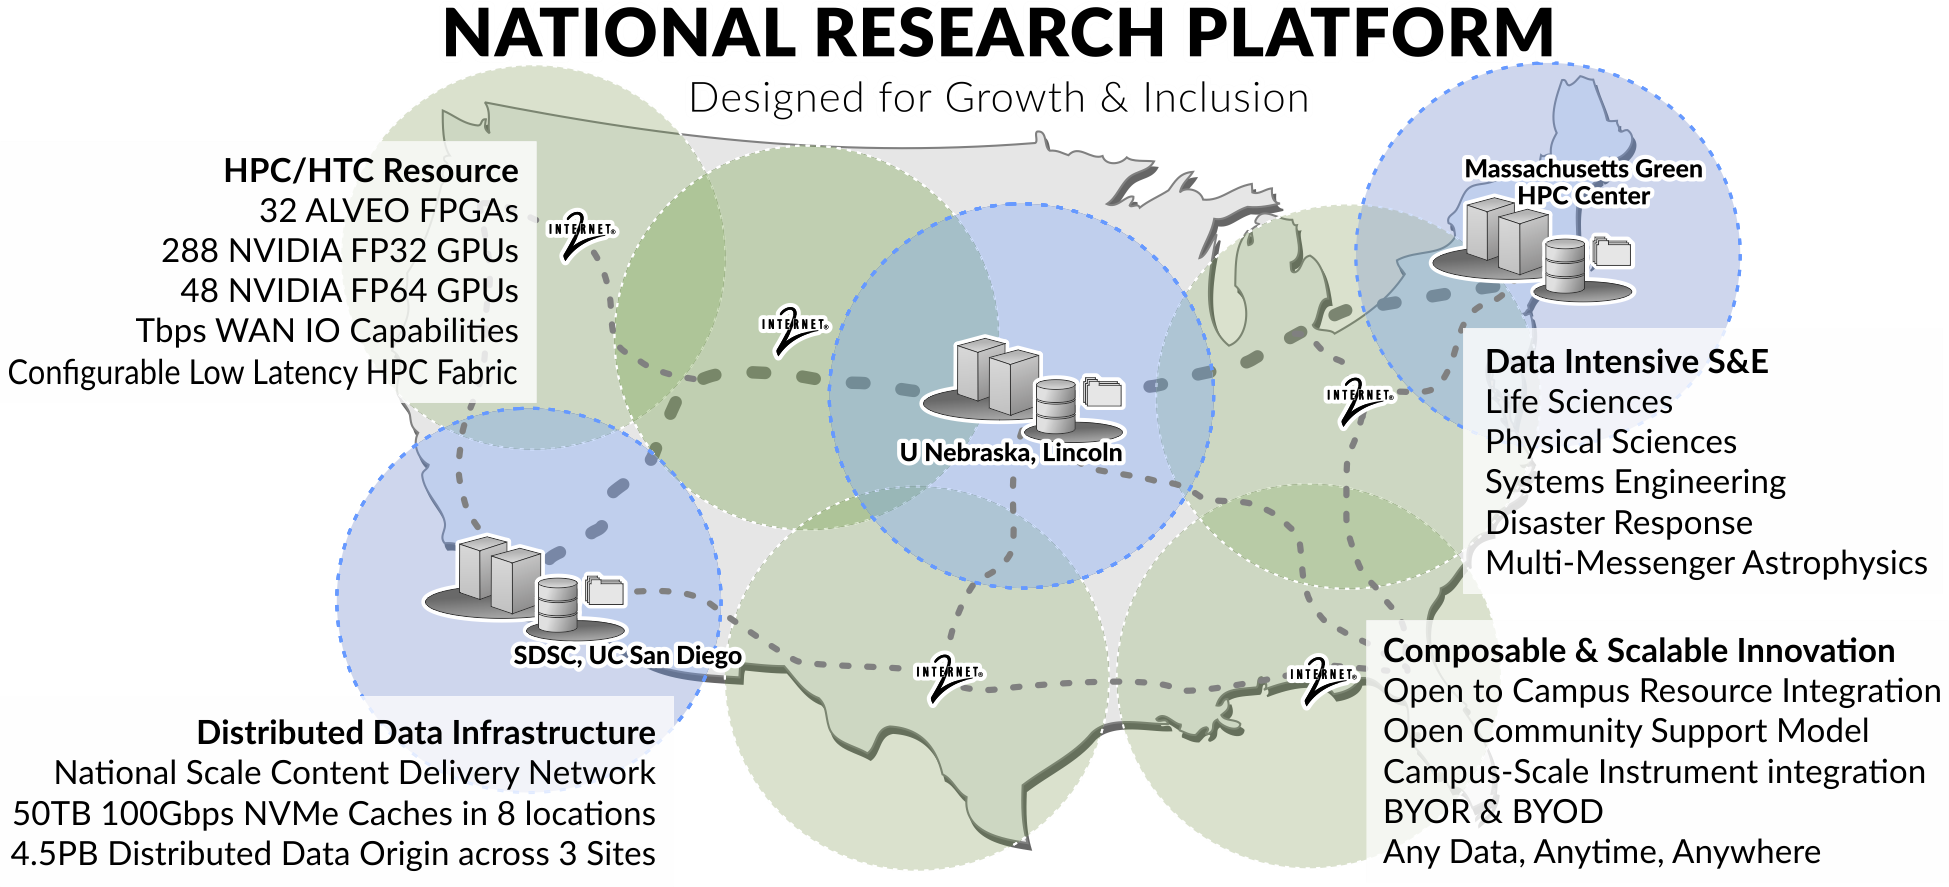 NATIONAL RESEARCH PLATFORM
Designed for Growth & Inclusion
HPC/HTC Resource
32 ALVEO FPGAs
288 NVIDIA FP32 GPUs
48 NVIDIA FP64 GPUs
Tbps WAN IO Capabilities
Configurable Low Latency HPC Fabric
INTERNET2®
INTERNET2®
U Nebraska, Lincoln
Massachusetts Green
HPC Center
INTERNET2®
Data Intensive S&E
Life Sciences
Physical Sciences
Systems Engineering
Disaster Response
Multi-Messenger Astrophysics
SDSC, UC San Diego
INTERNET2®
INTERNET2®
Distributed Data Infrastructure
National Scale Content Delivery Network
50TB 100Gbps NVMe Caches in 8 locations
4.5PB Distributed Data Origin across 3 Sites
Composable & Scalable Innovation
Open to Campus Resource Integration
Open Community Support Model
Campus-Scale Instrument integration
BYOR & BYOD
Any Data, Anytime, Anywhere